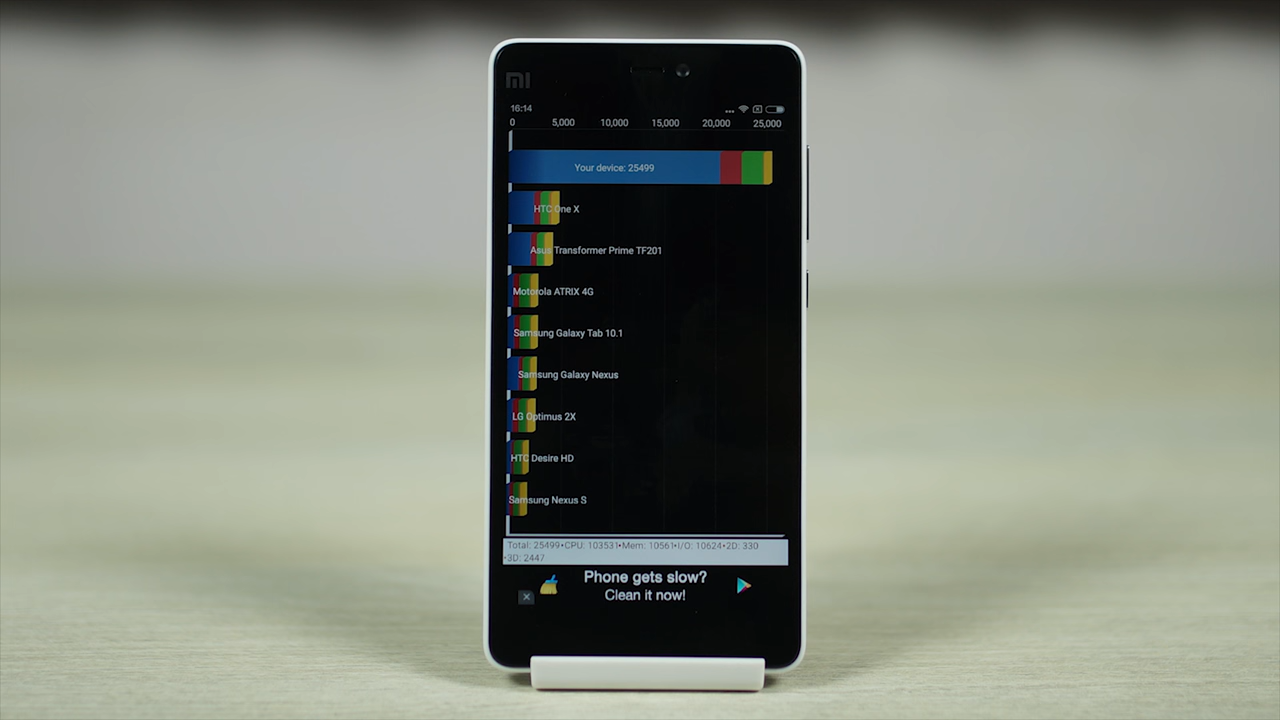 MI
16:14
0 5,000 10,000 15,000 20,000 25,000
Your device: 25499
HTC One X
Asus Transformer Prime TF201
Motorola ATRIX 4G
Samsung Galaxy Tab 10.1
Samsung Galaxy Nexus
LG Optimus 2X
HTC Desire HD
Samsung Nexus S
Total: 25499•CPU: 103531•Mem: 10561•I/O: 10624•2D: 330
•3D: 2447
Phone gets slow?
Clean it now!